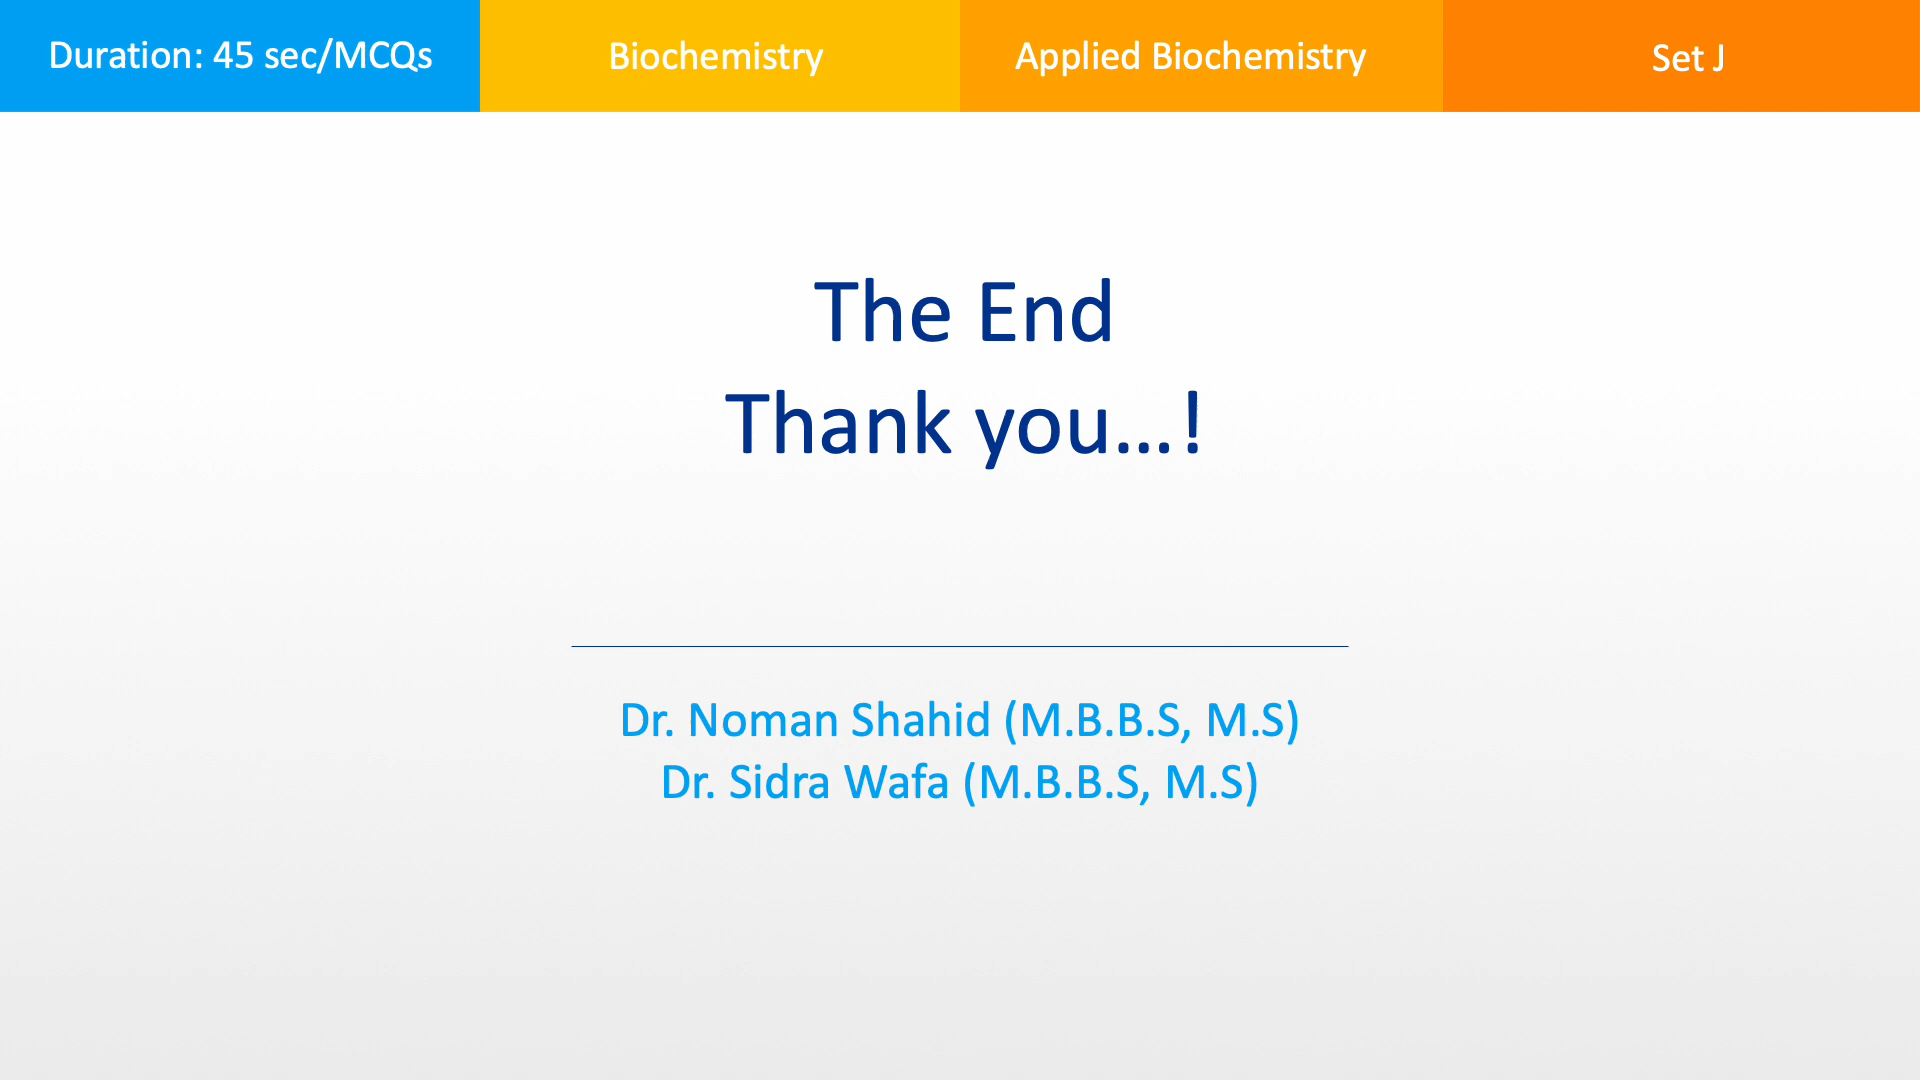 Duration: 45 sec/MCQs
Biochemistry
Applied Biochemistry
Set J
The End
Thank you...!
Dr. Noman Shahid (M.B.B.S, M.S)
Dr. Sidra Wafa (M.B.B.S, M.S)